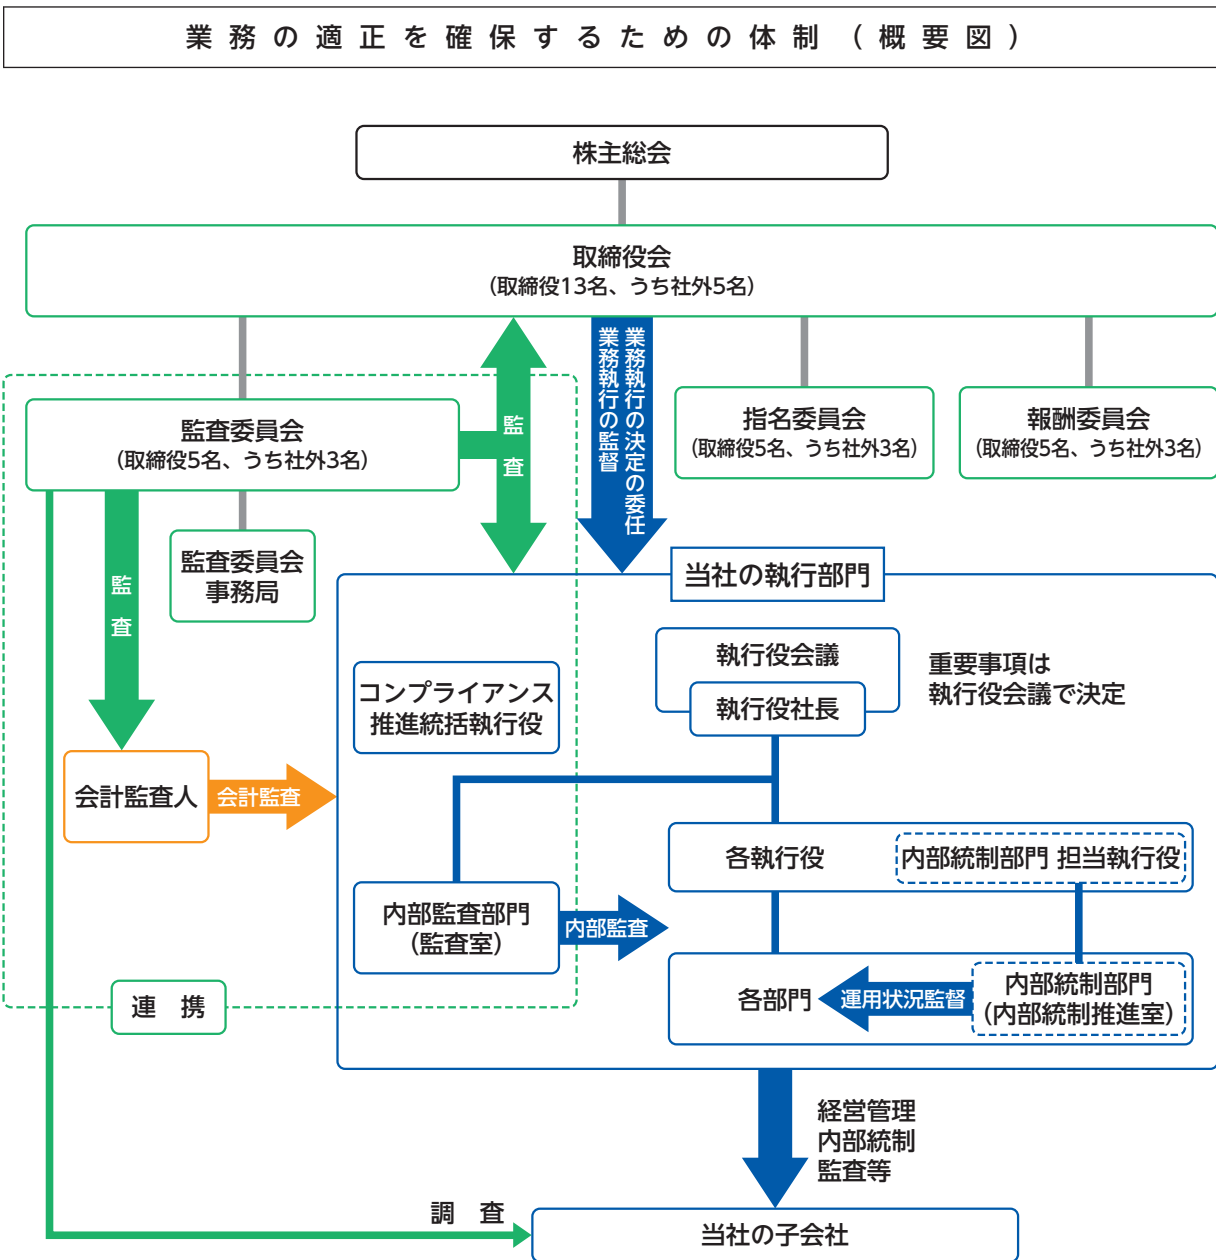 業務の適正を確保するための体制（概要図）
株主総会
取締役会
（取締役13名、うち社外5名）
業務執行の決定の委任
業務執行の監督
監査
監査委員会
（取締役5名、うち社外3名）
指名委員会
（取締役5名、うち社外3名）
報酬委員会
（取締役5名、うち社外3名）
監査
監査委員会
事務局
当社の執行部門
執行役会議
執行役社長
重要事項は
執行役会議で決定
コンプライアンス
推進統括執行役
会計監査人
会計監査
各執行役
内部統制部門 担当執行役
内部監査部門
（監査室）
内部監査
各部門
運用状況監督
内部統制部門
（内部統制推進室）
連 携
経営管理
内部統制
監査等
調 査
当社の子会社